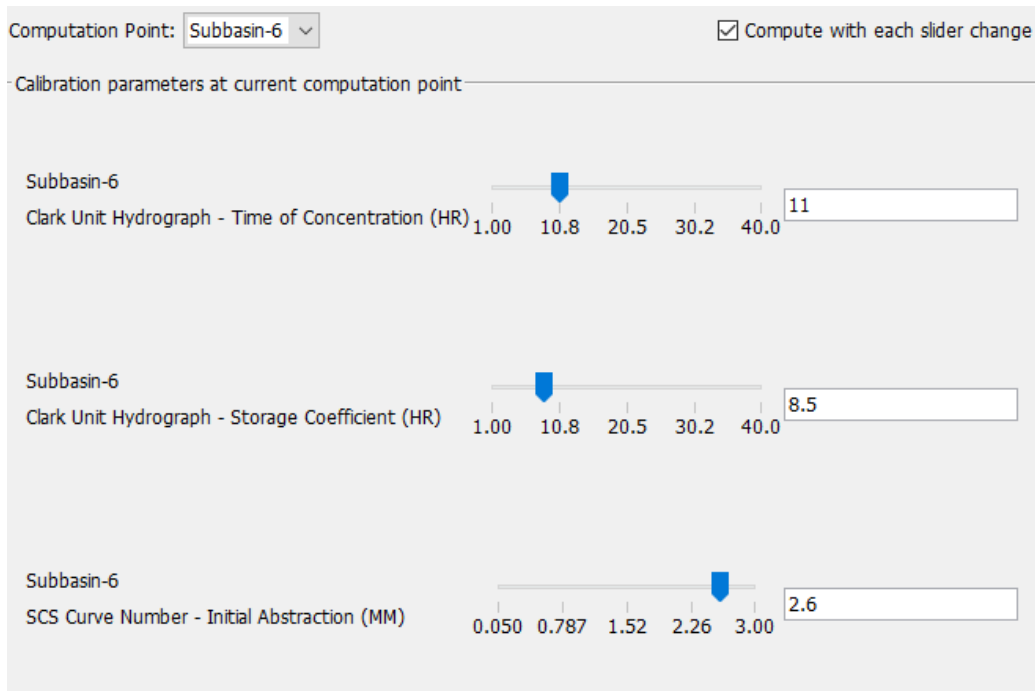 Computation Point: Subbasin-6 Compute with each slider change
Calibration parameters at current computation point
Subbasin-6
Clark Unit Hydrograph - Time of Concentration (HR)
1.00 10.8 20.5 30.2 40.0
11
Subbasin-6
Clark Unit Hydrograph - Storage Coefficient (HR)
1.00 10.8 20.5 30.2 40.0
8.5
Subbasin-6
SCS Curve Number - Initial Abstraction (MM)
0.050 0.787 1.52 2.26 3.00
2.6